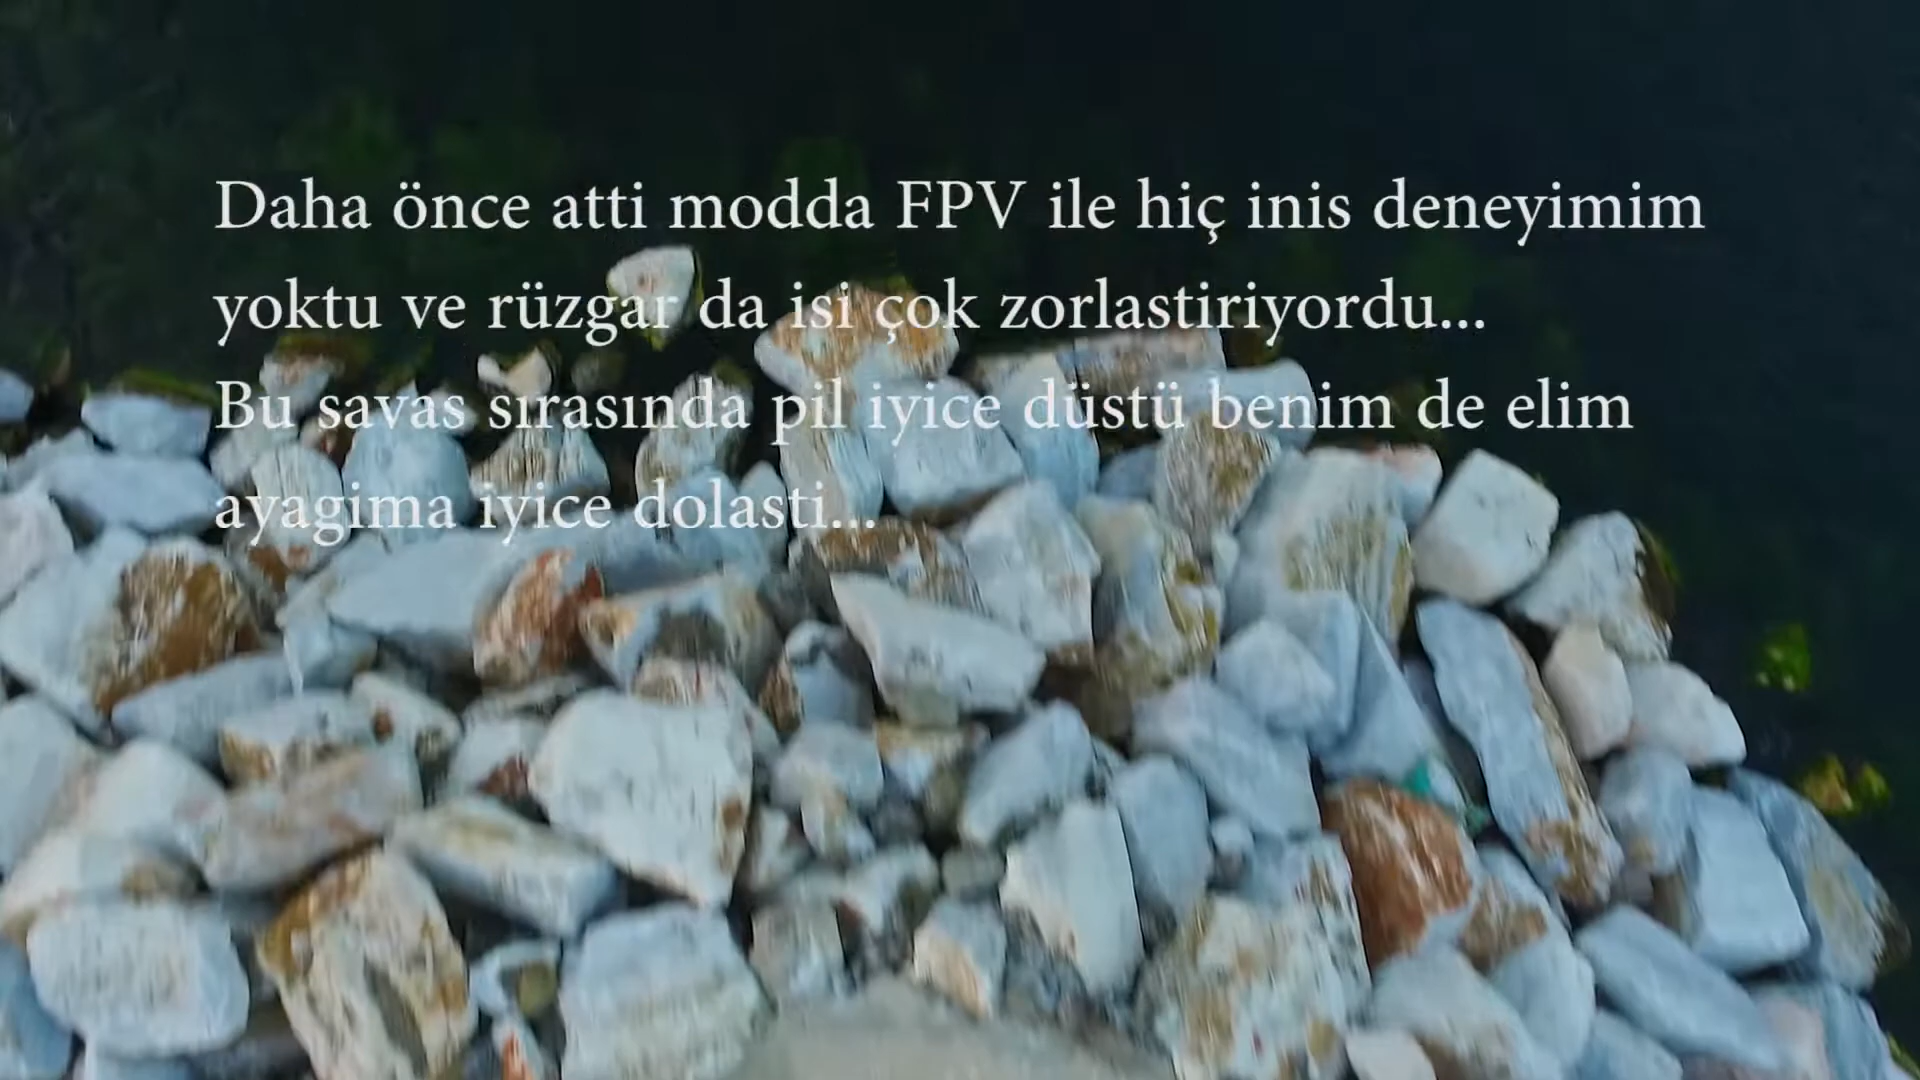 Daha önce atti modda FPV ile hiç inis deneyimim
yoktu ve rüzgar da isi çok zorlastiriyordu...
Bu savas sırasında pil iyice düstü benim de elim
ayagima iyice dolasti...